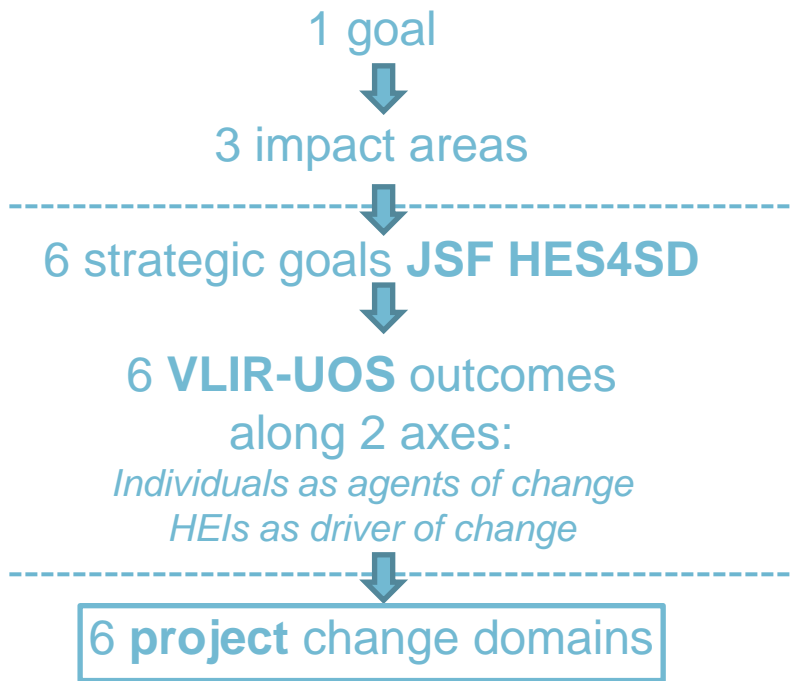 1 goal
3 impact areas
6 strategic goals JSF HES4SD
6 VLIR-UOS outcomes
along 2 axes:
Individuals as agents of change
HEIs as driver of change
6 project change domains